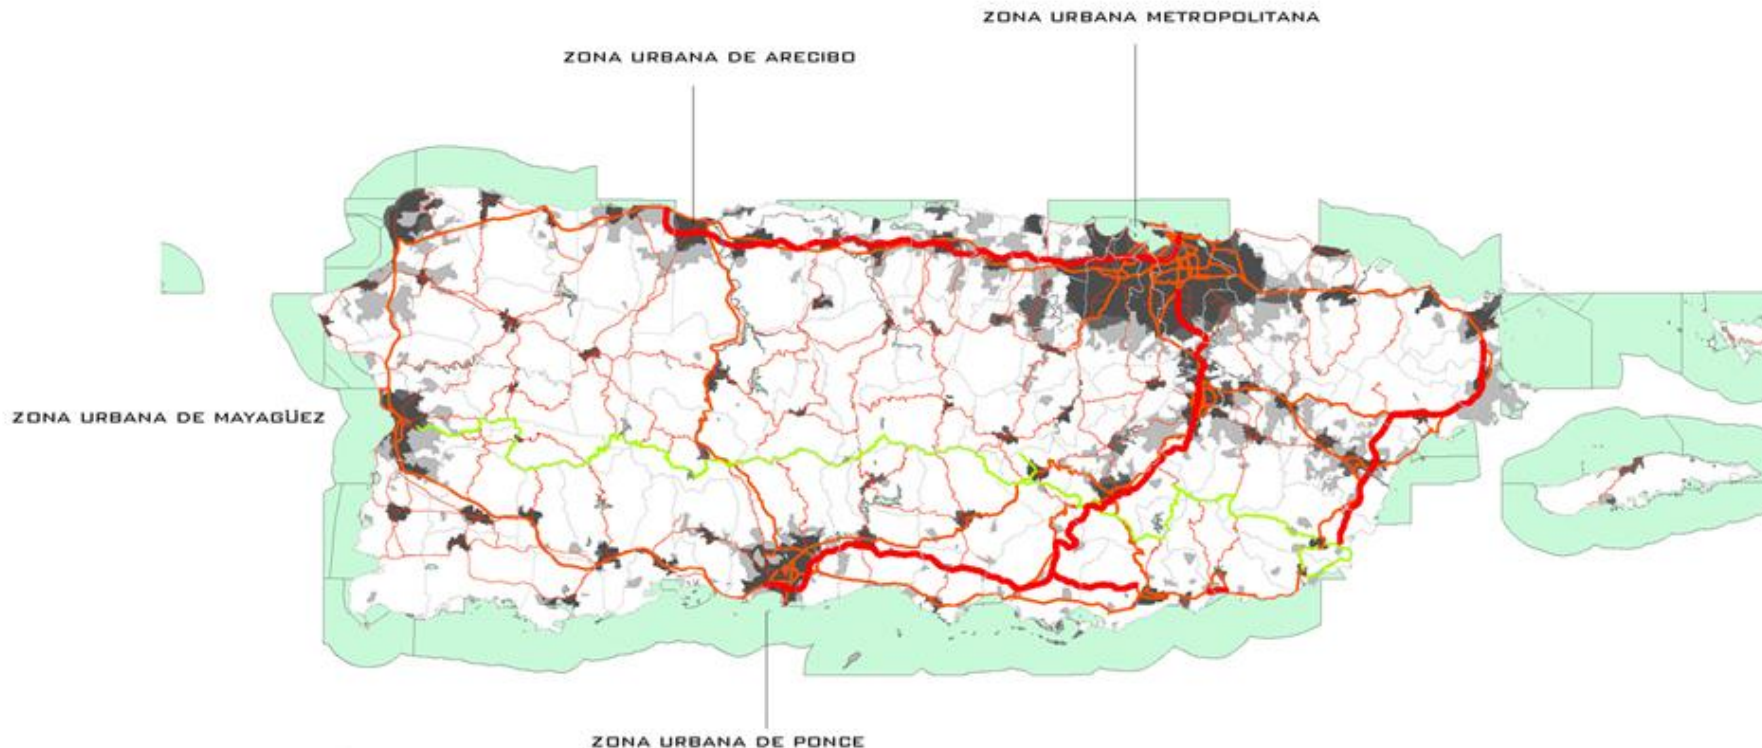 ZONA URBANA METROPOLITANA
ZONA URBANA DE ARECIBO
ZONA URBANA DE MAYAGÜEZ
ZONA URBANA DE PONCE